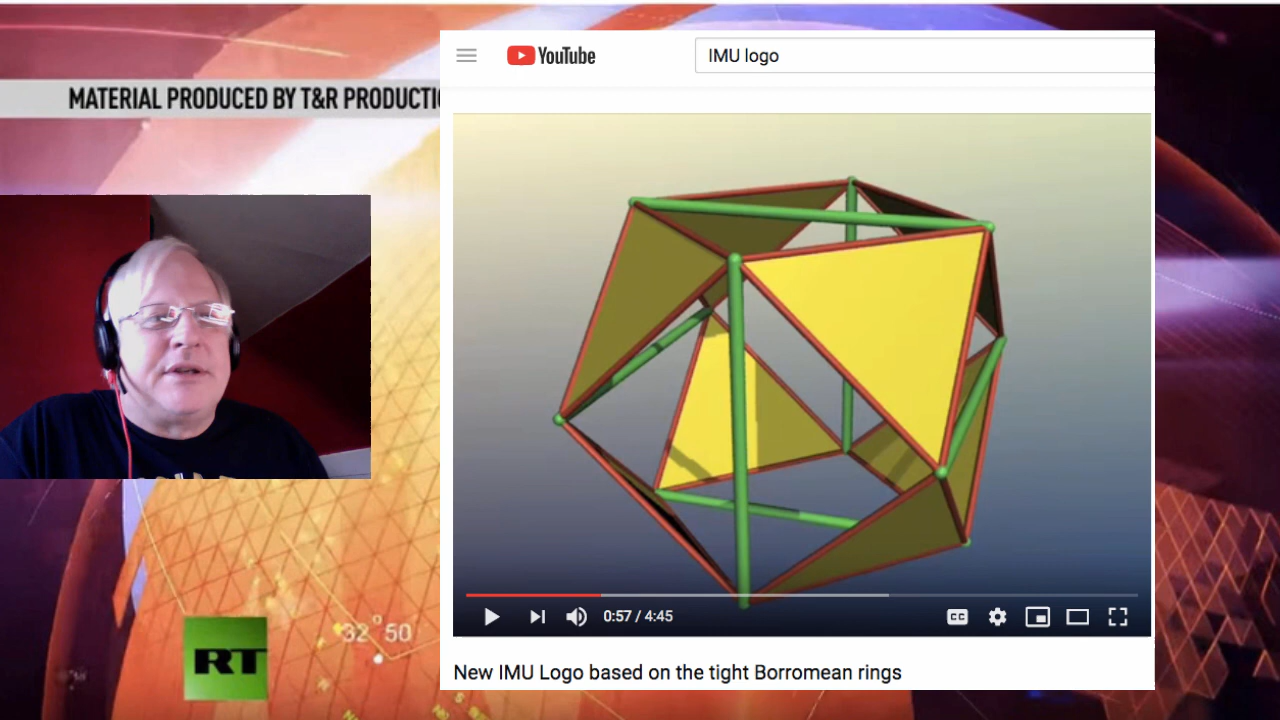 YouTube
IMU logo
MATERIAL PRODUCED BY T&R PRODUCTI
0:57 / 4:45
CC
32°50
RT
New IMU Logo based on the tight Borromean rings